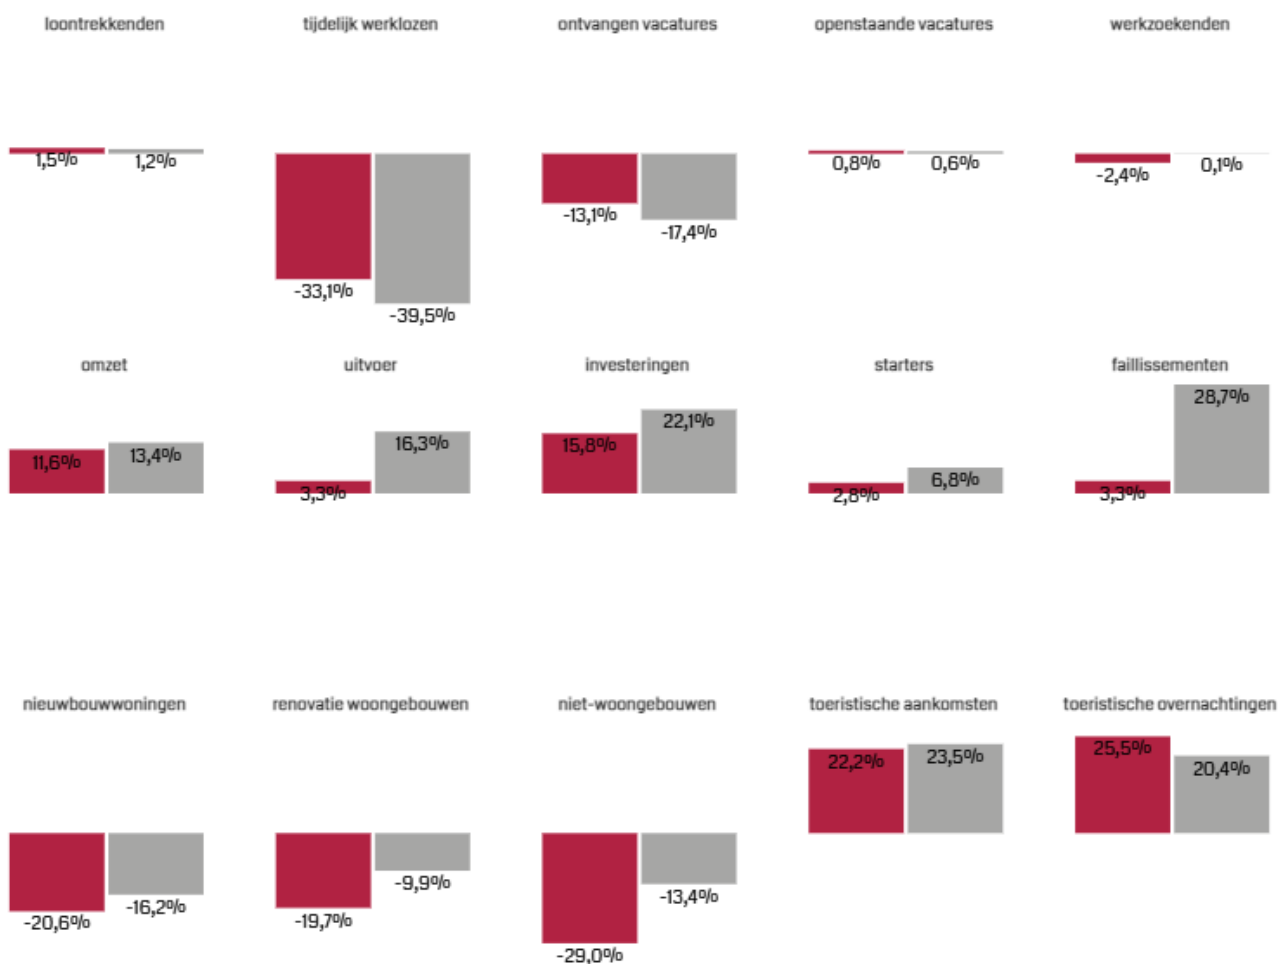 loontrekkenden tijdelijk werklozen ontvangen vacatures openstaande vacatures werkzoekenden
1,5% 1,2% -33,1% -39,5% -13,1% -17,4% 0,8% 0,6% -2,4% 0,1%
omzet uitvoer investeringen starters faillissementen
11,6% 13,4% 3,3% 16,3% 15,8% 22,1% 2,8% 6,8% 3,3% 28,7%
nieuwbouwwoningen renovatie woongebouwen niet-woongebouwen toeristische aankomsten toeristische overnachtingen
-20,6% -16,2% -19,7% -9,9% -29,0% -13,4% 22,2% 23,5% 25,5% 20,4%